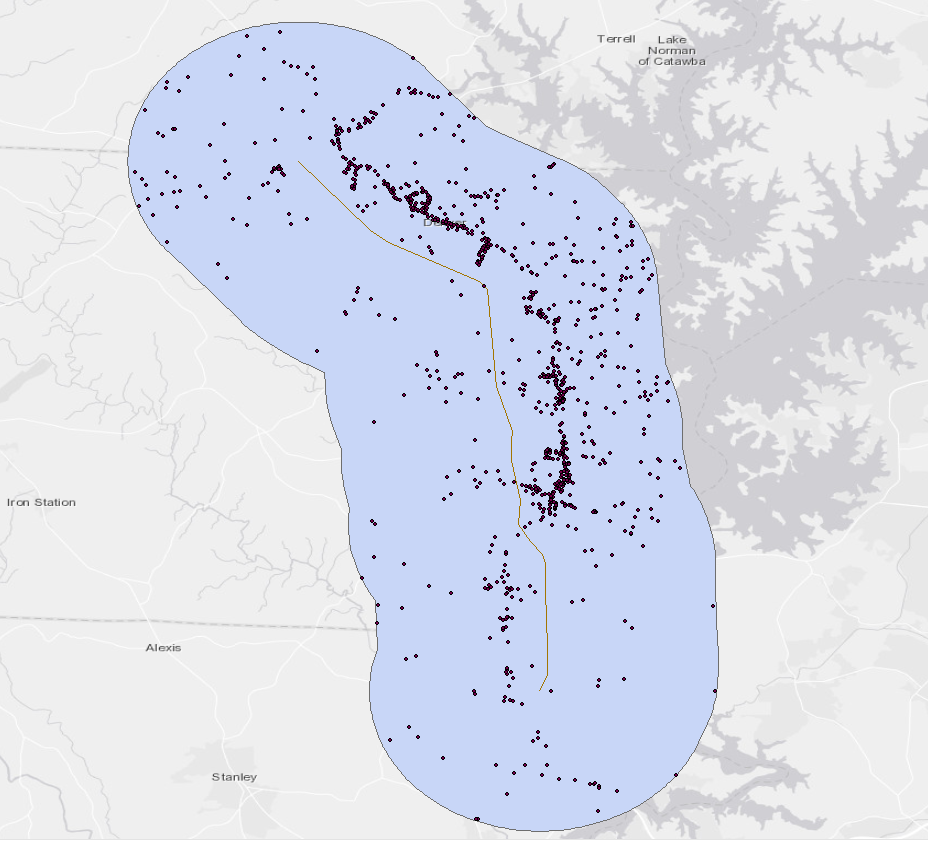 Terrell
Lake
Norman
of Catawba
Iron Station
Alexis
Stanley